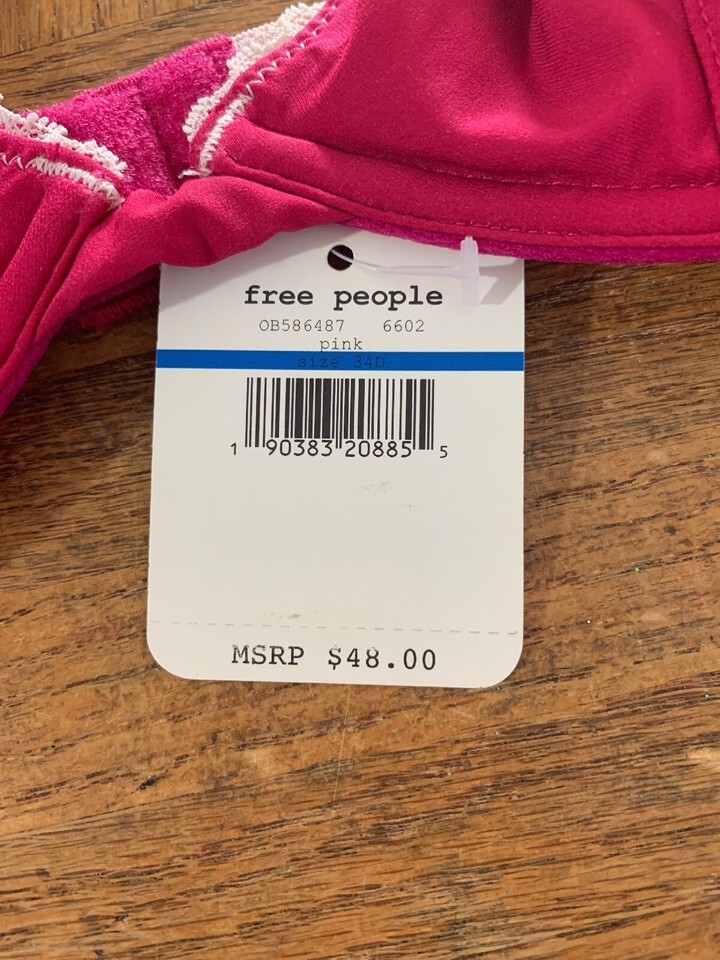 free people
OB586487 6602
pink
size 34D
1 90383 20885 5
MSRP $48.00